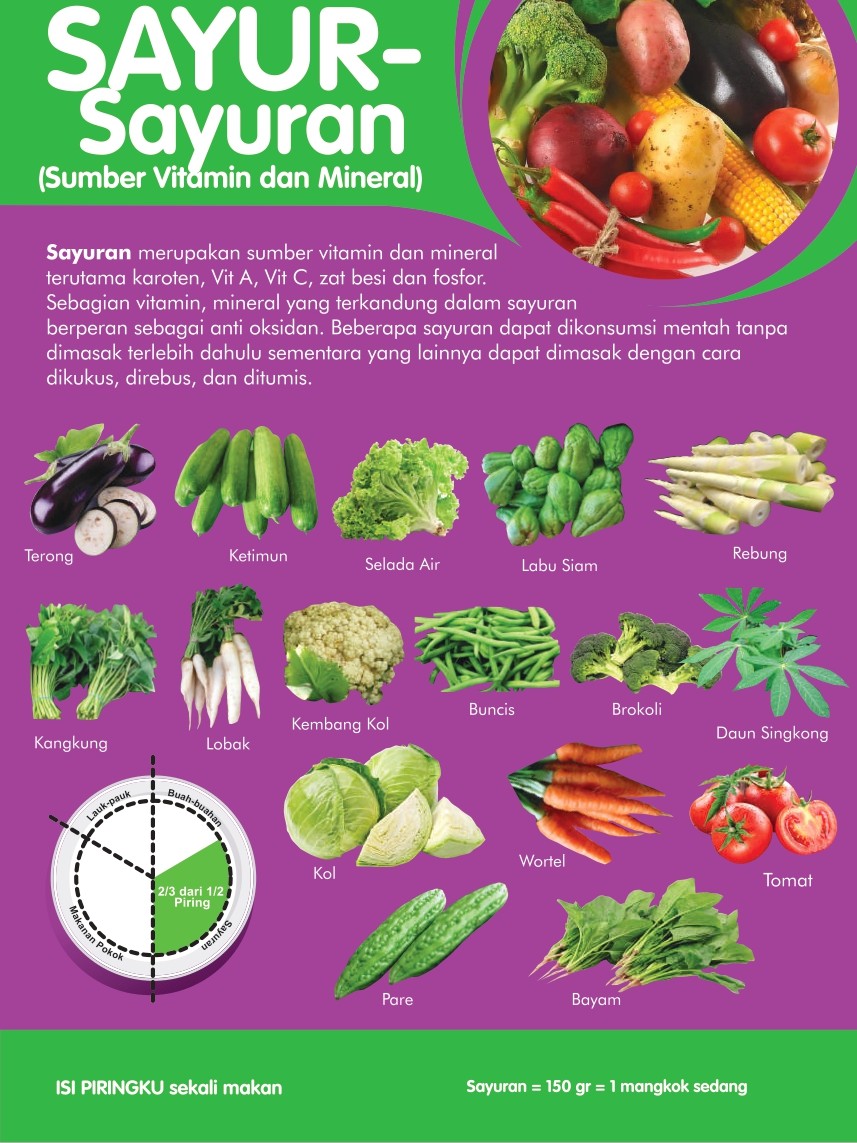 SAYUR-
Sayuran
(Sumber Vitamin dan Mineral)
Sayuran merupakan sumber vitamin dan mineral
terutama karoten, Vit A, Vit C, zat besi dan fosfor.
Sebagian vitamin, mineral yang terkandung dalam sayuran
berperan sebagai anti oksidan. Beberapa sayuran dapat dikonsumsi mentah tanpa
dimasak terlebih dahulu sementara yang lainnya dapat dimasak dengan cara
dikukus, direbus, dan ditumis.
Terong
Ketimun
Selada Air
Labu Siam
Rebung
Kangkung
Lobak
Kembang Kol
Buncis
Brokoli
Daun Singkong
Kol
Wortel
Tomat
Pare
Bayam
Lauk-pauk
Buah-buahan
2/3 dari 1/2
Piring
Makanan Pokok
Sayuran
ISI PIRINGKU sekali makan
Sayuran = 150 gr = 1 mangkok sedang